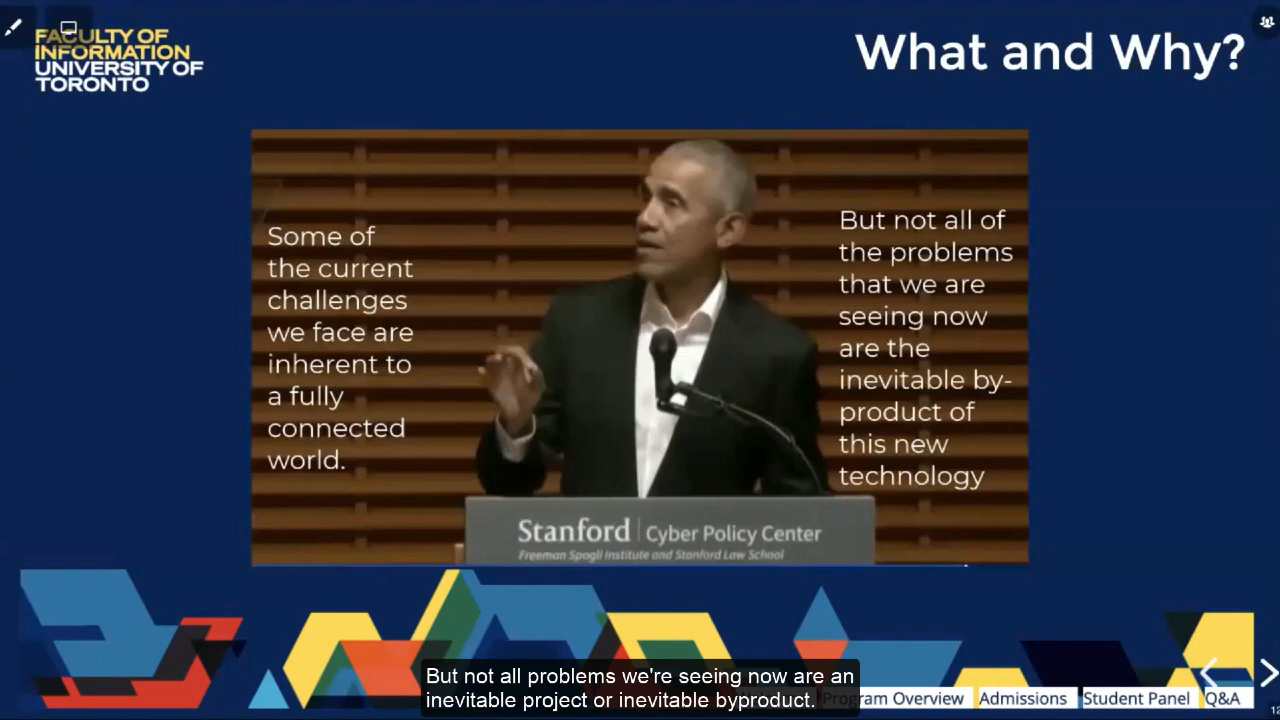 FACULTY OF
INFORMATION
UNIVERSITY OF
TORONTO
What and Why?
Some of
the current
challenges
we face are
inherent to
a fully
connected
world.
But not all of
the problems
that we are
seeing now
are the
inevitable by-
product of
this new
technology
Stanford | Cyber Policy Center
Freeman Spogli Institute and Stanford Law School
But not all problems we're seeing now are an
inevitable project or inevitable byproduct.
Program Overview
Admissions
Student Panel
Q&A